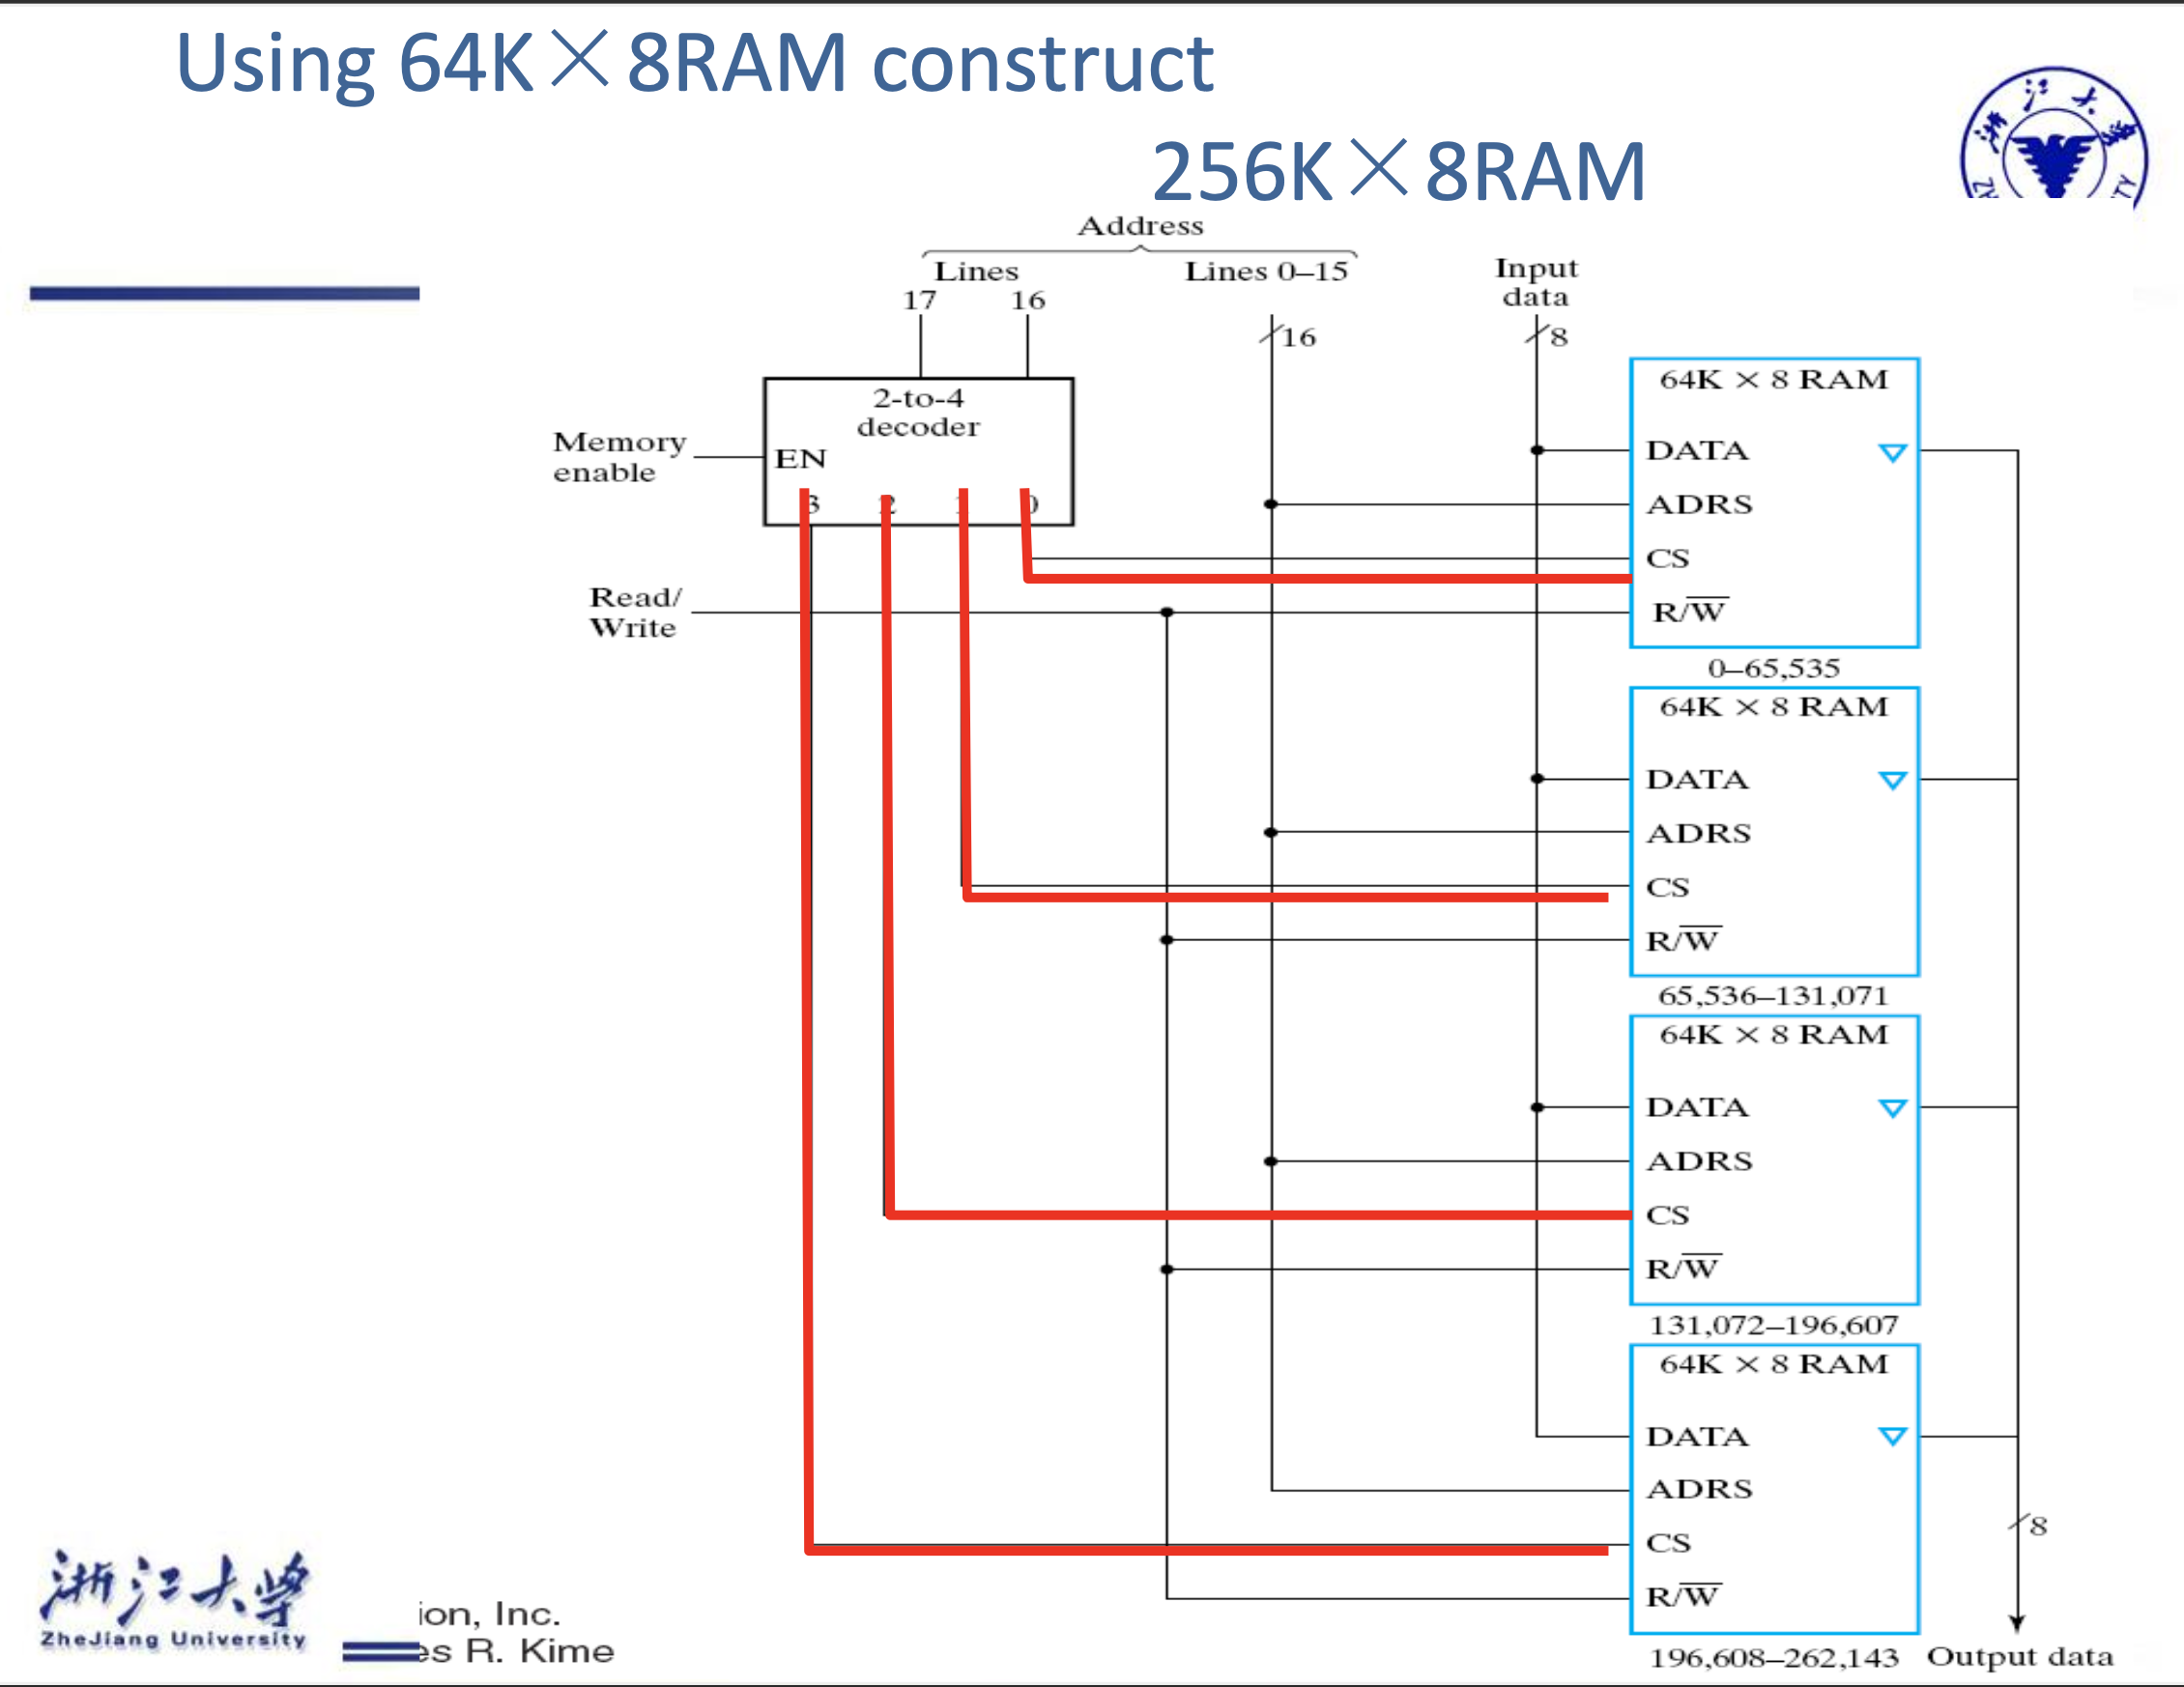 Using 64K×8RAM construct
256K×8RAM
Address
Lines
Lines 0–15
Input
data
17
16
16
8
2-to-4
decoder
Memory
enable
EN
3
2
1
0
Read/
Write
64K × 8 RAM
DATA
ADRS
CS
R/W̅
0–65,535
64K × 8 RAM
DATA
ADRS
CS
R/W̅
65,536–131,071
64K × 8 RAM
DATA
ADRS
CS
R/W̅
131,072–196,607
64K × 8 RAM
DATA
ADRS
CS
R/W̅
196,608–262,143
8
Output data
浙江大学
ZheJiang University
ion, Inc.
es R. Kime
浙江大學